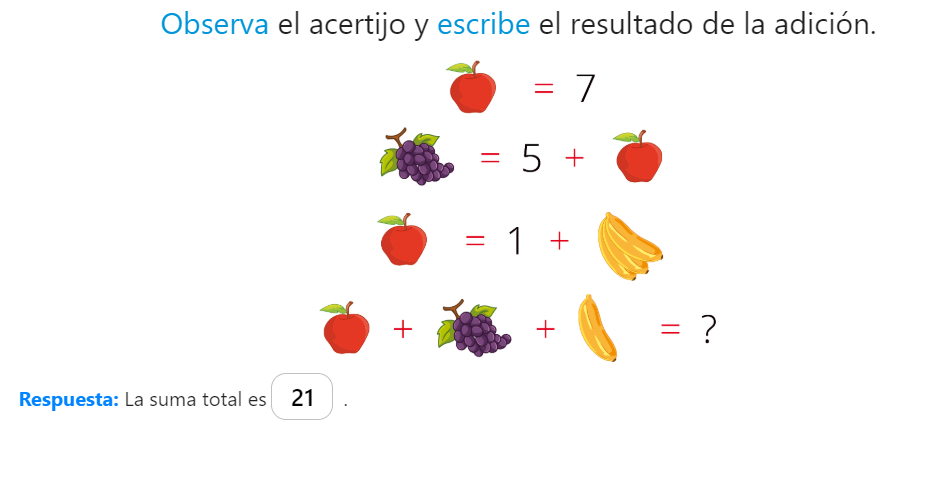 Observa el acertijo y escribe el resultado de la adición.
= 7
= 5 +
= 1 +
+ + = ?
Respuesta: La suma total es 21 .